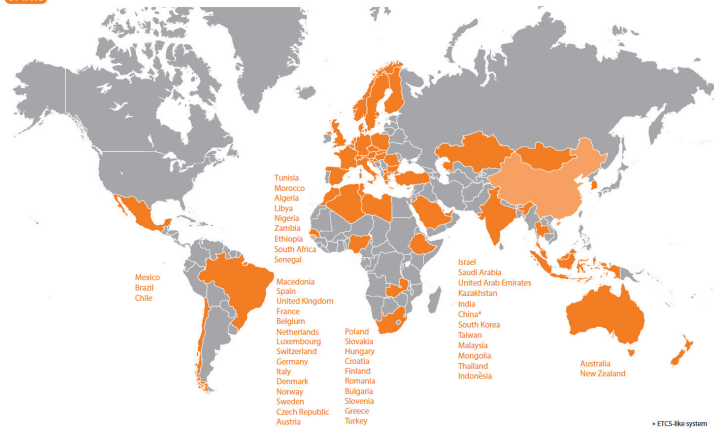 Tunisia
Morocco
Algeria
Libya
Nigeria
Zambia
Ethiopia
South Africa
Senegal
Mexico
Brazil
Chile
Macedonia
Spain
United Kingdom
France
Belgium
Netherlands
Luxembourg
Switzerland
Germany
Italy
Denmark
Norway
Sweden
Czech Republic
Austria
Poland
Slovakia
Hungary
Croatia
Finland
Romania
Bulgaria
Slovenia
Greece
Turkey
Israel
Saudi Arabia
United Arab Emirates
Kazakhstan
India
China*
South Korea
Taiwan
Malaysia
Mongolia
Thailand
Indonesia
Australia
New Zealand
* ETCS-like system